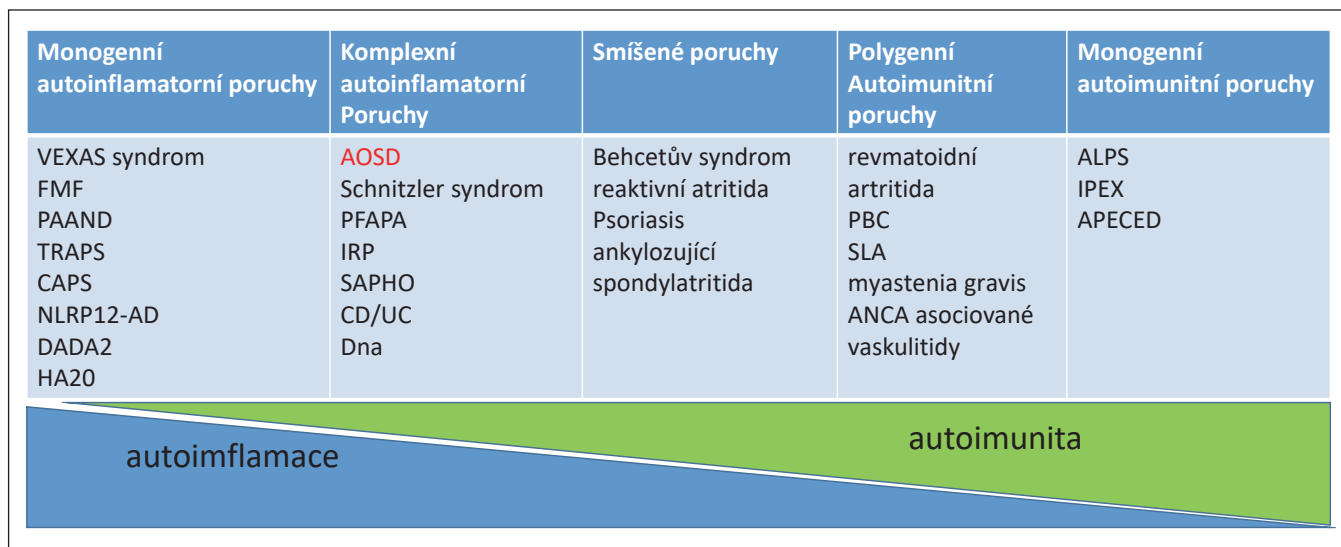 Monogenní
autoinflamatorní poruchy
Komplexní
autoinflamatorní
Poruchy
Smíšené poruchy
Polygenní
Autoimunitní
poruchy
Monogenní
autoimunitní poruchy
VEXAS syndrom
FMF
PAAND
TRAPS
CAPS
NLRP12-AD
DADA2
HA20
AOSD
Schnitzler syndrom
PFAPA
IRP
SAPHO
CD/UC
Dna
Behcetův syndrom
reaktivní atritida
Psoriasis
ankylozující
spondylatritida
revmatoidní
artritida
PBC
SLA
myastenia gravis
ANCA asociované
vaskulitidy
ALPS
IPEX
APECED
autoimflamace
autoimunita